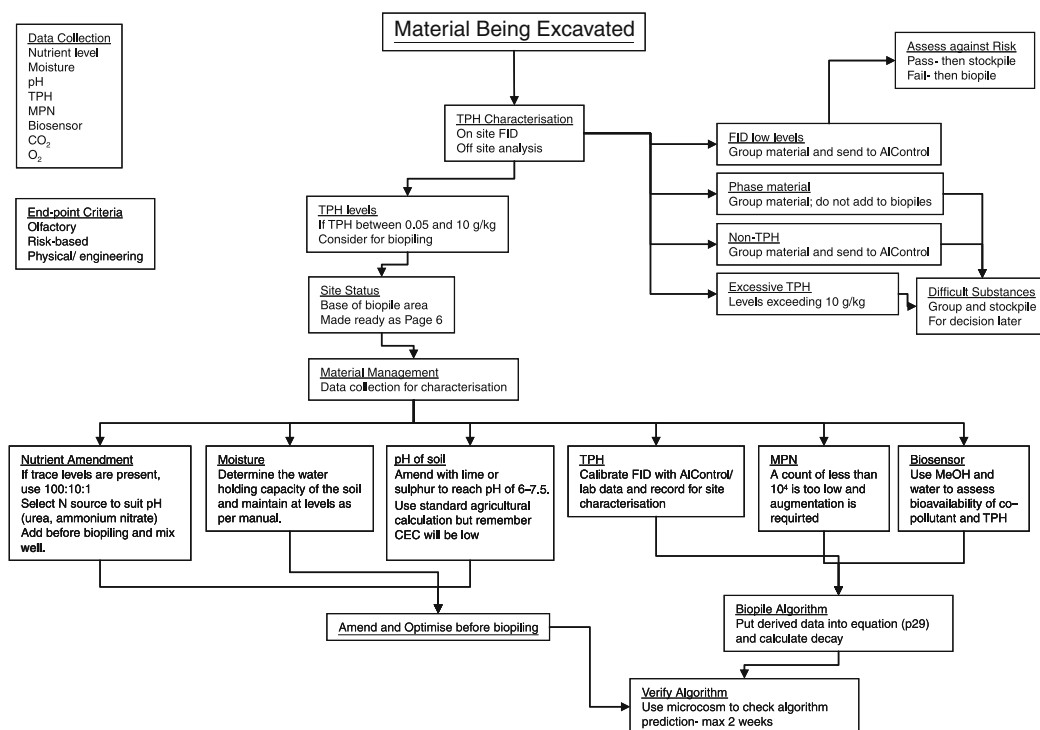 Material Being Excavated
Data Collection
Nutrient level
Moisture
pH
TPH
MPN
Biosensor
CO₂
O₂
End-point Criteria
Olfactory
Risk-based
Physical/ engineering
TPH Characterisation
On site FID
Off site analysis
Assess against Risk
Pass- then stockpile
Fail- then biopile
FID low levels
Group material and send to AlControl
Phase material
Group material; do not add to biopiles
Non-TPH
Group material and send to AlControl
Excessive TPH
Levels exceeding 10 g/kg
Difficult Substances
Group and stockpile
For decision later
TPH levels
If TPH between 0.05 and 10 g/kg
Consider for biopiling
Site Status
Base of biopile area
Made ready as Page 6
Material Management
Data collection for characterisation
Nutrient Amendment
If trace levels are present,
use 100:10:1
Select N source to suit pH
(urea, ammonium nitrate)
Add before biopiling and mix
well.
Moisture
Determine the water
holding capacity of the soil
and maintain at levels as
per manual.
pH of soil
Amend with lime or
sulphur to reach pH of 6–7.5.
Use standard agricultural
calculation but remember
CEC will be low
TPH
Calibrate FID with AlControl/
lab data and record for site
characterisation
MPN
A count of less than
10⁴ is too low and
augmentation is
requirted
Biosensor
Use MeOH and
water to assess
bioavailability of co–
pollutant and TPH
Amend and Optimise before biopiling
Biopile Algorithm
Put derived data into equation (p29)
and calculate decay
Verify Algorithm
Use microcosm to check algorithm
prediction- max 2 weeks